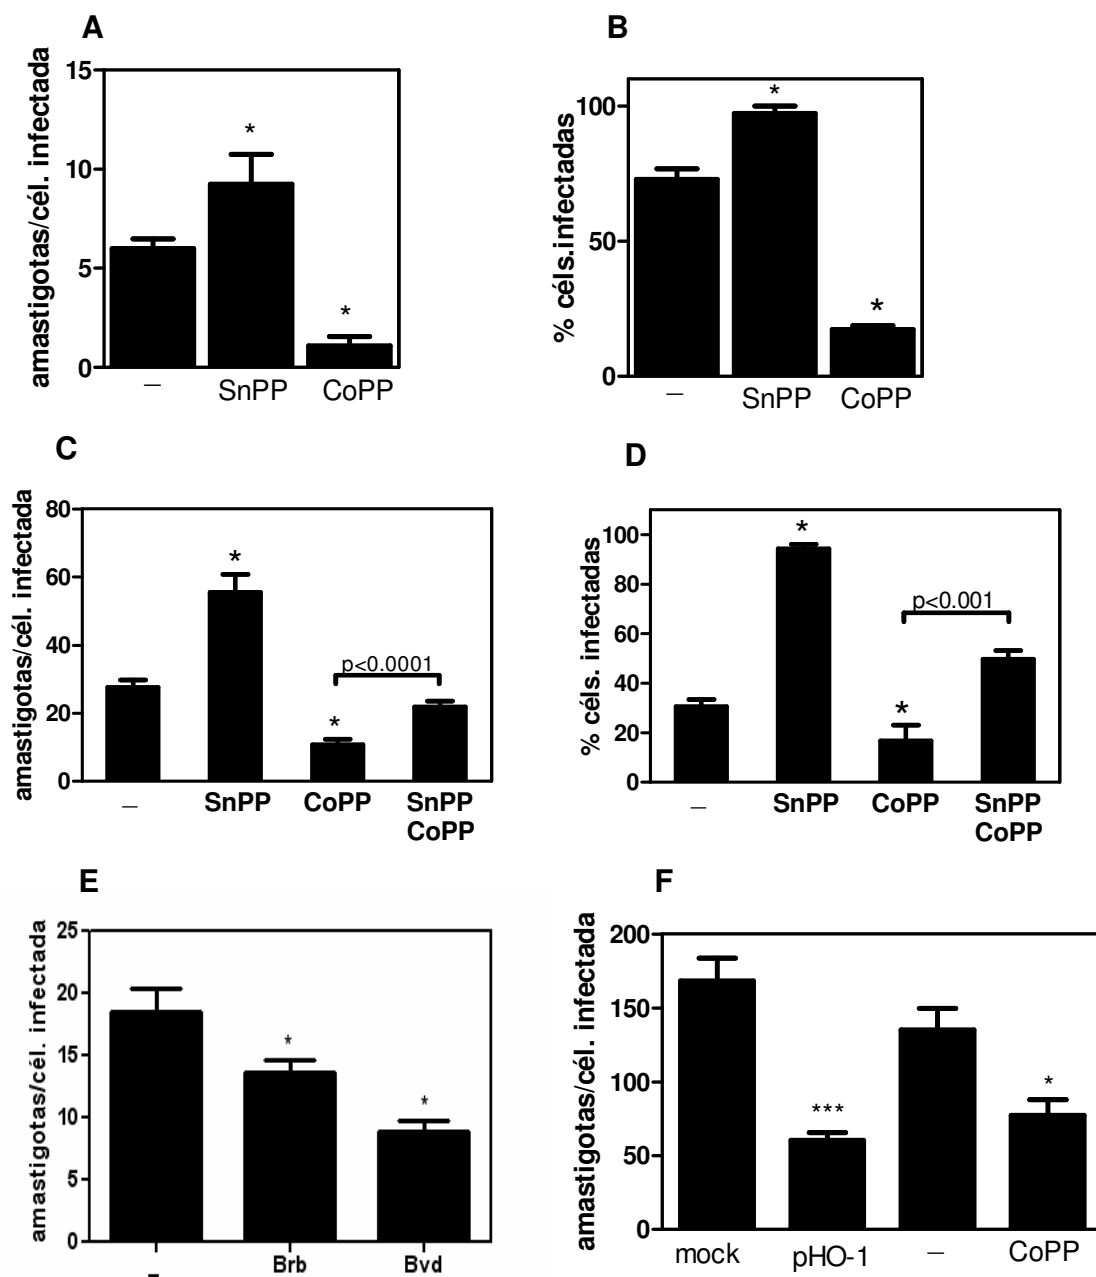 A
amastigotas/cél. infectada
15
10
5
0
*
*
–
SnPP
CoPP
B
% céls.infectadas
100
50
0
*
*
–
SnPP
CoPP
C
amastigotas/cél. infectada
80
60
40
20
0
*
*
p<0.0001
–
SnPP
CoPP
SnPP
CoPP
D
% céls. infectadas
100
80
60
40
20
0
*
*
p<0.001
–
SnPP
CoPP
SnPP
CoPP
E
amastigotas/cél. infectada
25
20
15
10
5
0
*
*
–
Brb
Bvd
F
amastigotas/cél. infectada
200
150
100
50
0
***
*
mock
pHO-1
–
CoPP